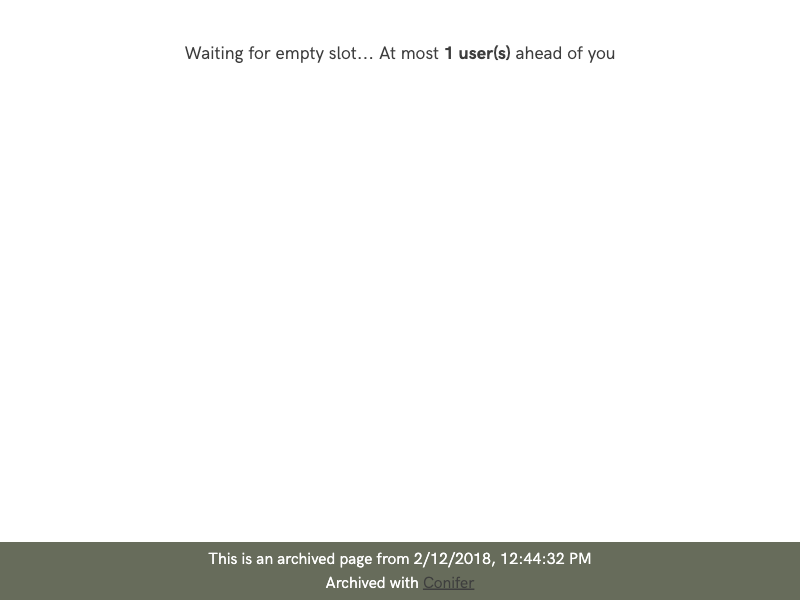 Waiting for empty slot... At most 1 user(s) ahead of you
This is an archived page from 2/12/2018, 12:44:32 PM
Archived with Conifer